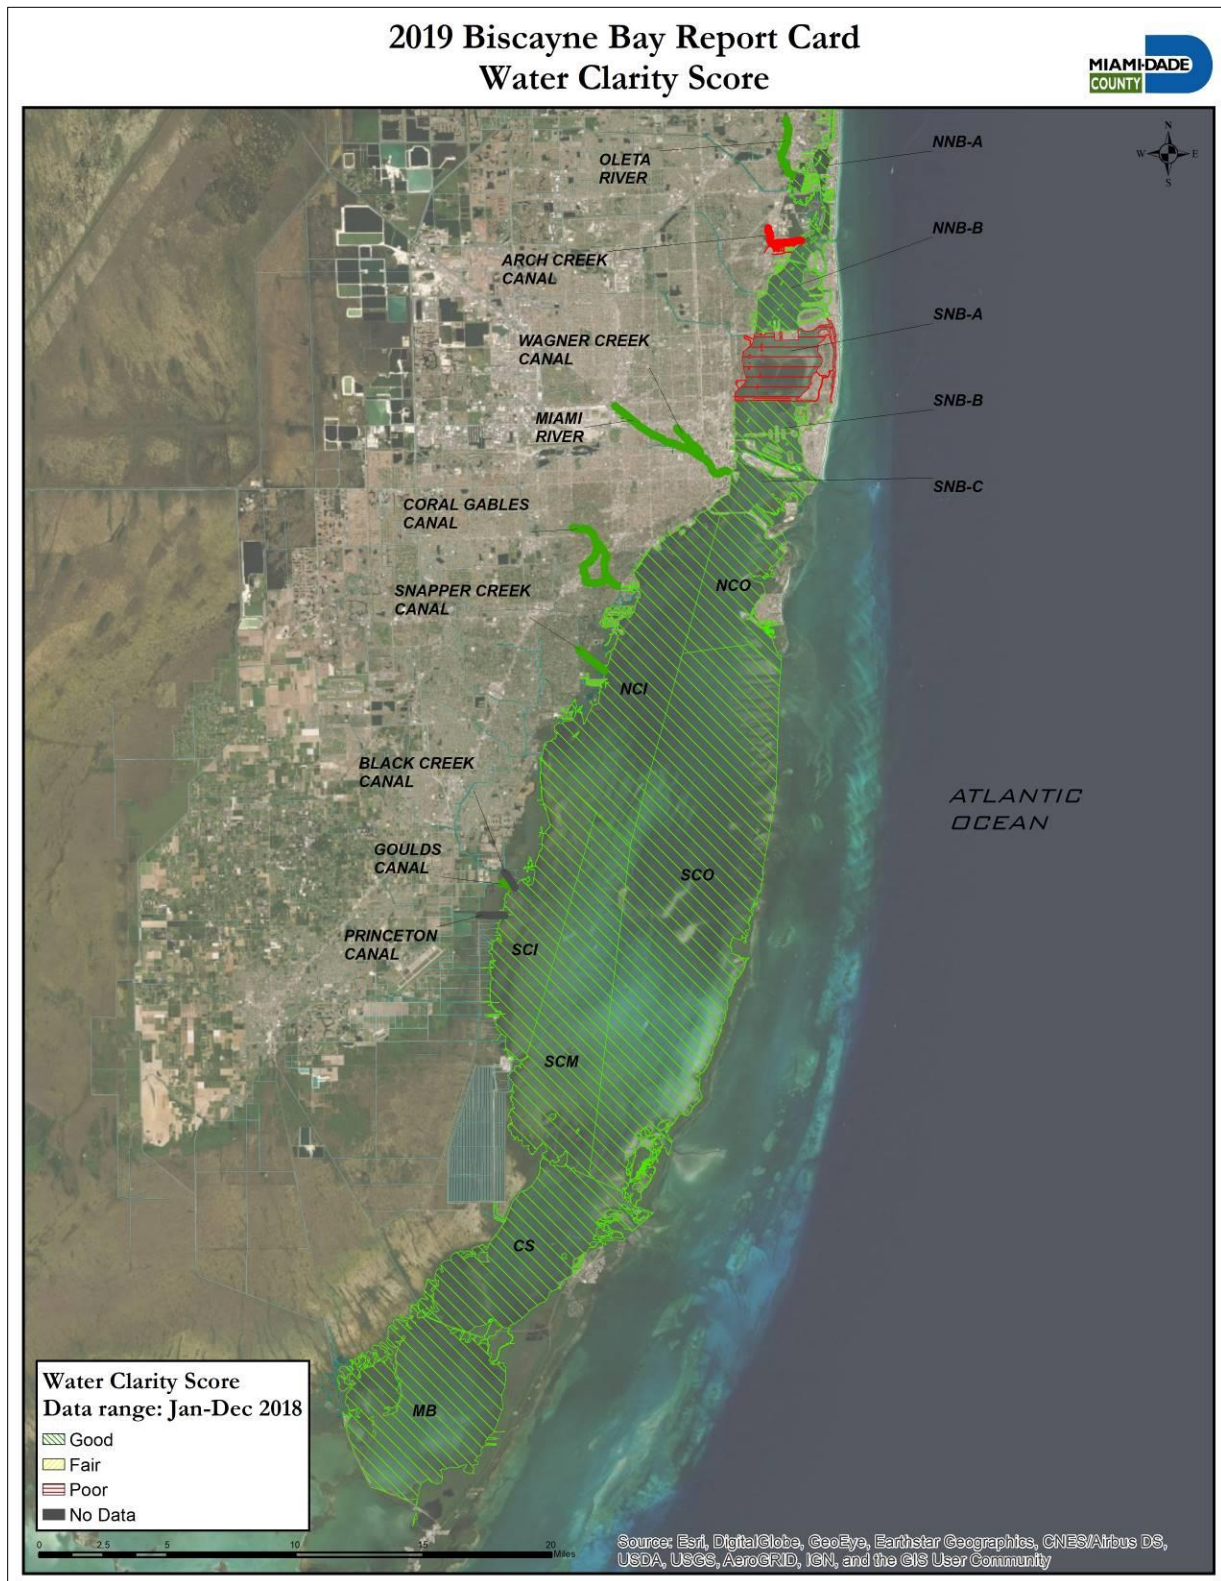 2019 Biscayne Bay Report Card
Water Clarity Score
MIAMI-DADE
COUNTY
N
W
E
S
OLETA
RIVER
NNB-A
NNB-B
ARCH CREEK
CANAL
SNB-A
WAGNER CREEK
CANAL
SNB-B
MIAMI
RIVER
SNB-C
CORAL GABLES
CANAL
NCO
SNAPPER CREEK
CANAL
NCI
BLACK CREEK
CANAL
ATLANTIC
OCEAN
GOULDS
CANAL
SCO
PRINCETON
CANAL
SCI
SCM
CS
MB
Water Clarity Score
Data range: Jan-Dec 2018
Good
Fair
Poor
No Data
0 2.5 5 10 15 20
Miles
Source: Esri, DigitalGlobe, GeoEye, Earthstar Geographics, CNES/Airbus DS,
USDA, USGS, AeroGRID, IGN, and the GIS User Community